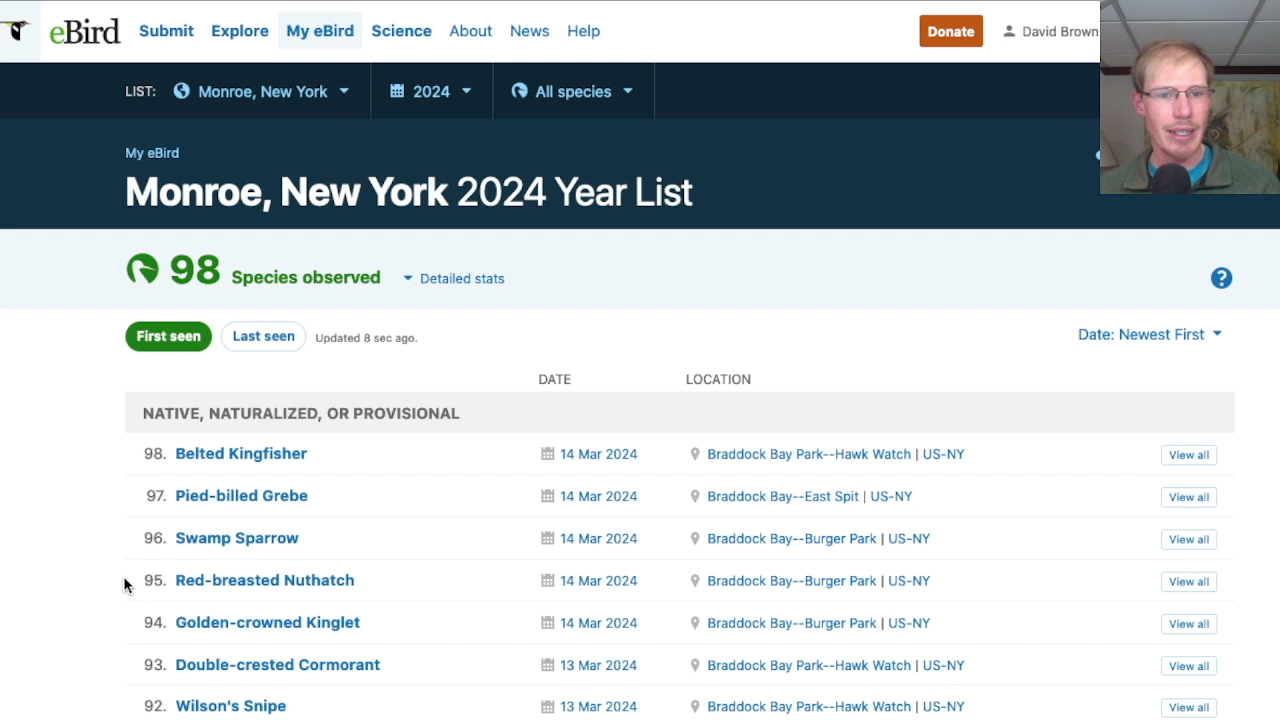 eBird Submit Explore My eBird Science About News Help Donate David Brown
LIST: Monroe, New York 2024 All species
My eBird
Monroe, New York 2024 Year List
98 Species observed Detailed stats ?
First seen Last seen Updated 8 sec ago. Date: Newest First
DATE LOCATION
NATIVE, NATURALIZED, OR PROVISIONAL
98. Belted Kingfisher 14 Mar 2024 Braddock Bay Park--Hawk Watch | US-NY View all
97. Pied-billed Grebe 14 Mar 2024 Braddock Bay--East Spit | US-NY View all
96. Swamp Sparrow 14 Mar 2024 Braddock Bay--Burger Park | US-NY View all
95. Red-breasted Nuthatch 14 Mar 2024 Braddock Bay--Burger Park | US-NY View all
94. Golden-crowned Kinglet 14 Mar 2024 Braddock Bay--Burger Park | US-NY View all
93. Double-crested Cormorant 13 Mar 2024 Braddock Bay Park--Hawk Watch | US-NY View all
92. Wilson's Snipe 13 Mar 2024 Braddock Bay Park--Hawk Watch | US-NY View all